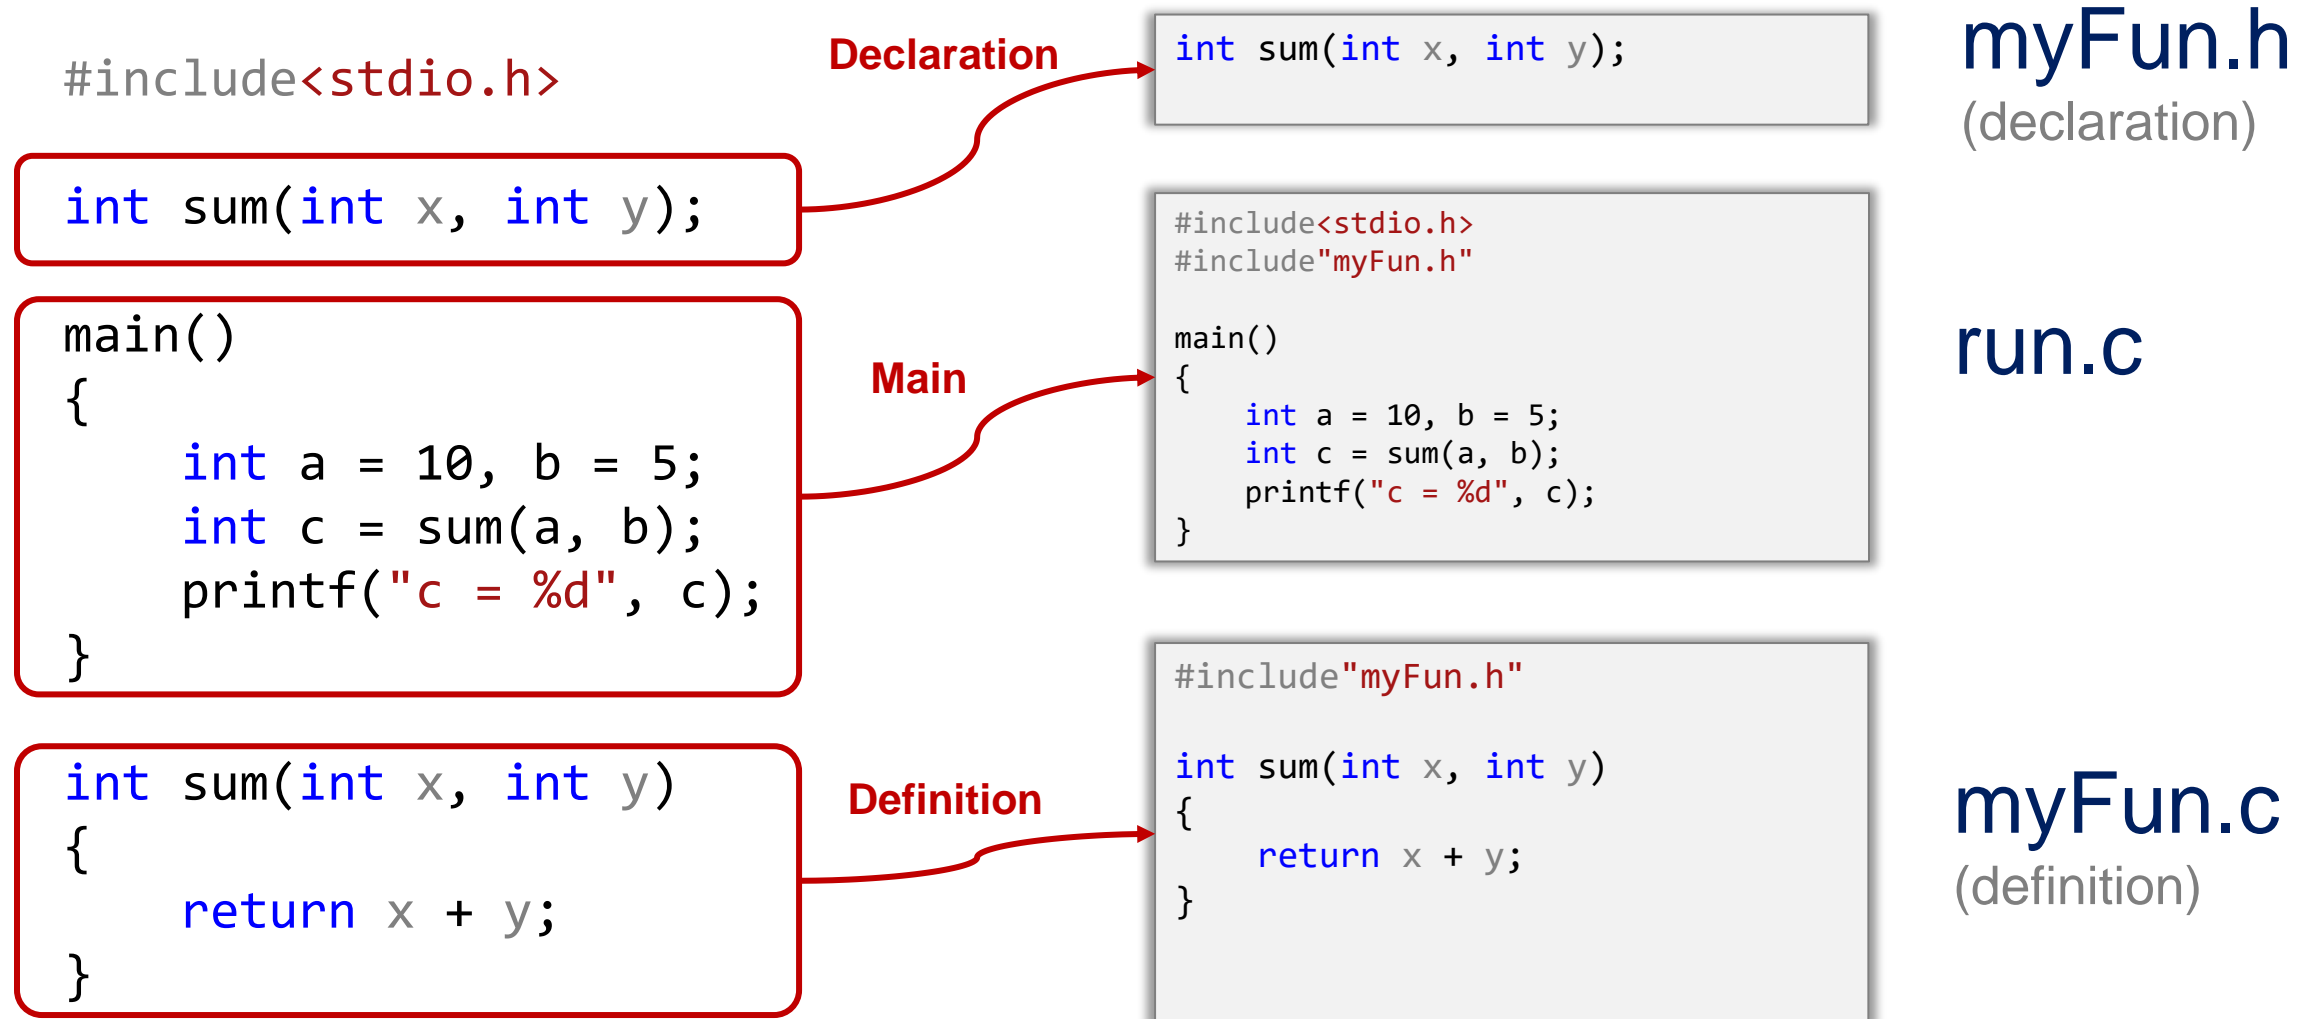 #include<stdio.h>
int sum(int x, int y);
main()
{
    int a = 10, b = 5;
    int c = sum(a, b);
    printf("c = %d", c);
}
int sum(int x, int y)
{
    return x + y;
}
Declaration
Main
Definition
int sum(int x, int y);
myFun.h
(declaration)
#include<stdio.h>
#include"myFun.h"
main()
{
    int a = 10, b = 5;
    int c = sum(a, b);
    printf("c = %d", c);
}
run.c
#include"myFun.h"
int sum(int x, int y)
{
    return x + y;
}
myFun.c
(definition)